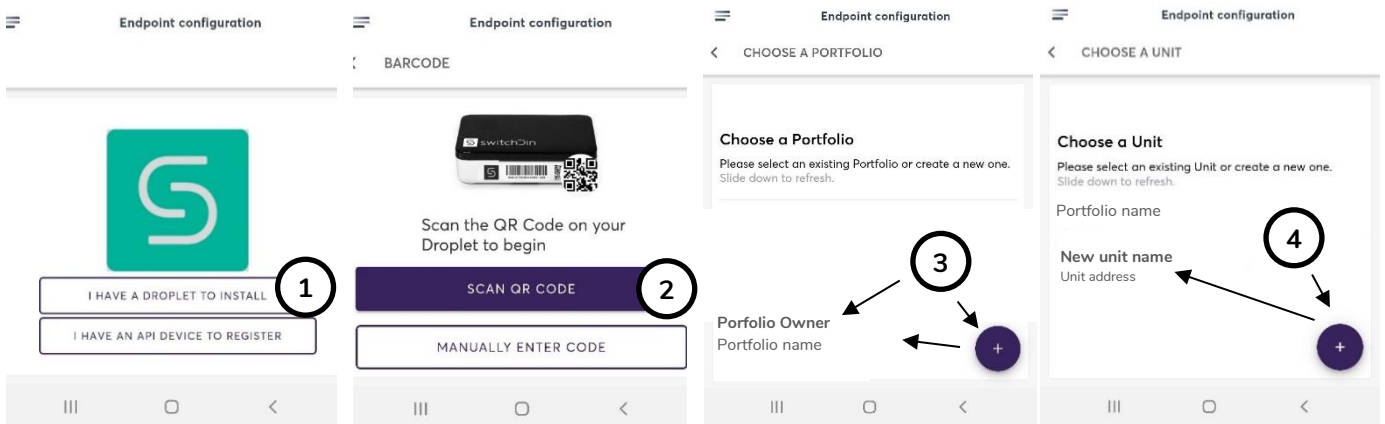 Endpoint configuration
I HAVE A DROPLET TO INSTALL
1
I HAVE AN API DEVICE TO REGISTER
Endpoint configuration
BARCODE
S switchDin
S
Scan the QR Code on your
Droplet to begin
SCAN QR CODE
2
MANUALLY ENTER CODE
Endpoint configuration
CHOOSE A PORTFOLIO
Choose a Portfolio
Please select an existing Portfolio or create a new one.
Slide down to refresh.
3
Porfolio Owner
Portfolio name
+
Endpoint configuration
CHOOSE A UNIT
Choose a Unit
Please select an existing Unit or create a new one.
Slide down to refresh.
Portfolio name
4
New unit name
Unit address
+